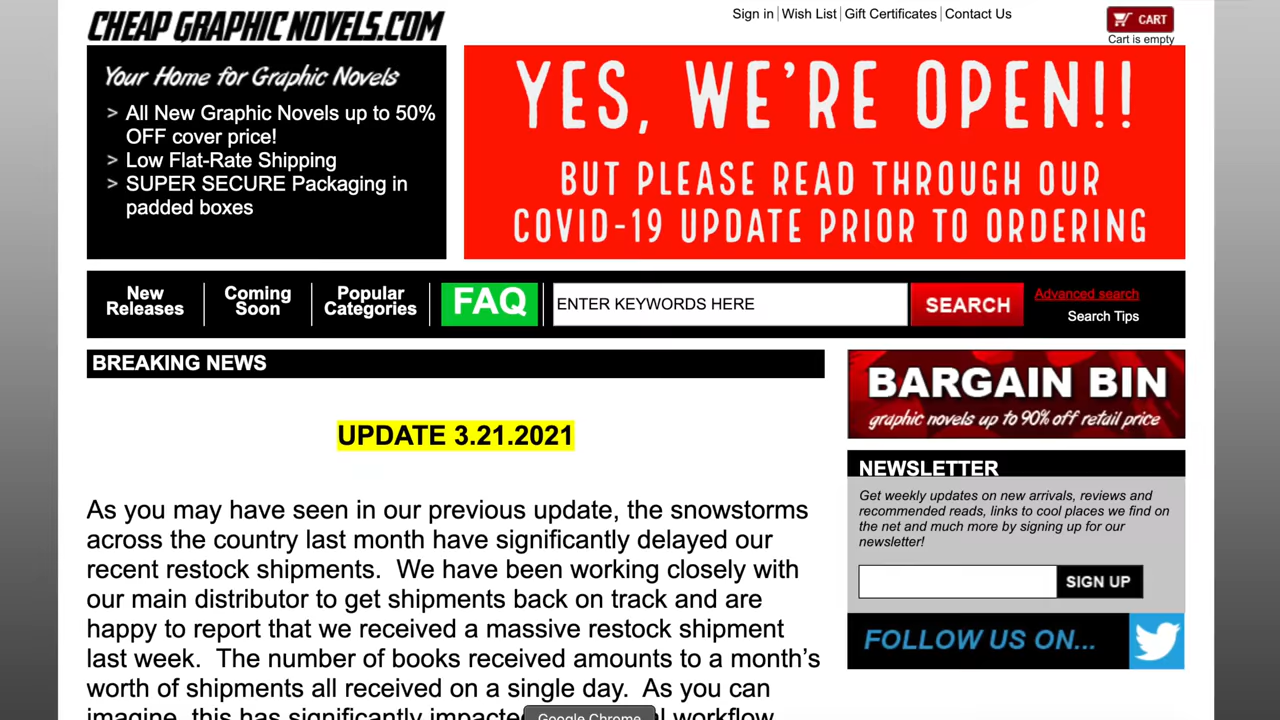 CHEAP GRAPHIC NOVELS.COM
Sign in | Wish List | Gift Certificates | Contact Us
CART
Cart is empty
Your Home for Graphic Novels
> All New Graphic Novels up to 50%
OFF cover price!
> Low Flat-Rate Shipping
> SUPER SECURE Packaging in
padded boxes
YES, WE'RE OPEN!!
BUT PLEASE READ THROUGH OUR
COVID-19 UPDATE PRIOR TO ORDERING
New
Releases
Coming
Soon
Popular
Categories
FAQ
ENTER KEYWORDS HERE
SEARCH
Advanced search
Search Tips
BREAKING NEWS
UPDATE 3.21.2021
As you may have seen in our previous update, the snowstorms
across the country last month have significantly delayed our
recent restock shipments.  We have been working closely with
our main distributor to get shipments back on track and are
happy to report that we received a massive restock shipment
last week.  The number of books received amounts to a month's
worth of shipments all received on a single day.  As you can
imagine, this has significantly impacted
workflow
Google Chrome
BARGAIN BIN
graphic novels up to 90% off retail price
NEWSLETTER
Get weekly updates on new arrivals, reviews and
recommended reads, links to cool places we find on
the net and much more by signing up for our
newsletter!
SIGN UP
FOLLOW US ON...